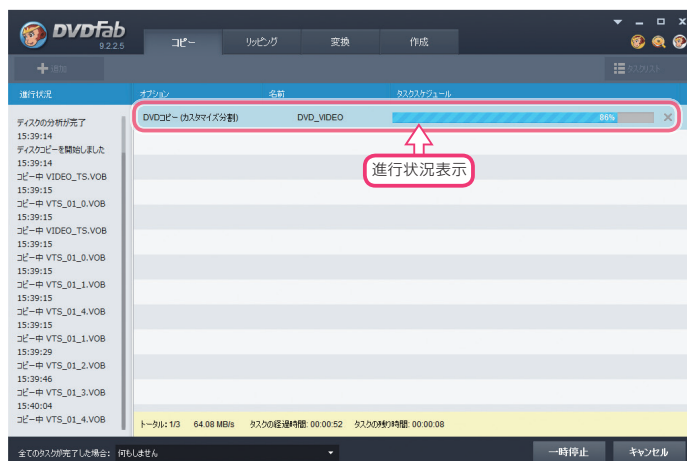 DVDFab
9.2.2.5
コピー
リッピング
変換
作成
追加
タスクリスト
進行状況
オプション
名前
タスクスケジュール
ディスクの分析が完了
15:39:14
ディスクコピーを開始しました
15:39:14
コピー中 VIDEO_TS.VOB
15:39:15
コピー中 VTS_01_0.VOB
15:39:15
コピー中 VIDEO_TS.VOB
15:39:15
コピー中 VTS_01_0.VOB
15:39:15
コピー中 VTS_01_1.VOB
15:39:15
コピー中 VTS_01_4.VOB
15:39:15
コピー中 VTS_01_1.VOB
15:39:29
コピー中 VTS_01_2.VOB
15:39:46
コピー中 VTS_01_3.VOB
15:40:04
コピー中 VTS_01_4.VOB
DVDコピー (カスタマイズ分割)
DVD_VIDEO
86%
進行状況表示
トータル: 1/3 64.08 MB/s タスクの経過時間: 00:00:52 タスクの残り時間: 00:00:08
全てのタスクが完了した場合: 何もしません
一時停止
キャンセル